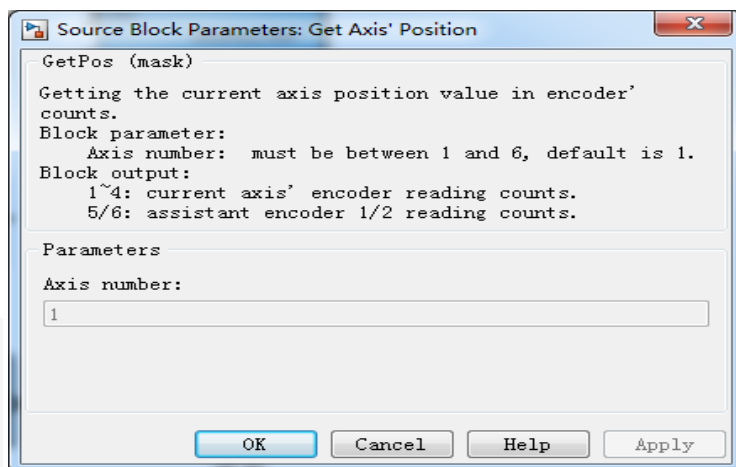 Source Block Parameters: Get Axis' Position
GetPos (mask)
Getting the current axis position value in encoder'
counts.
Block parameter:
Axis number:  must be between 1 and 6, default is 1.
Block output:
1~4: current axis' encoder reading counts.
5/6: assistant encoder 1/2 reading counts.
Parameters
Axis number:
1
OK Cancel Help Apply